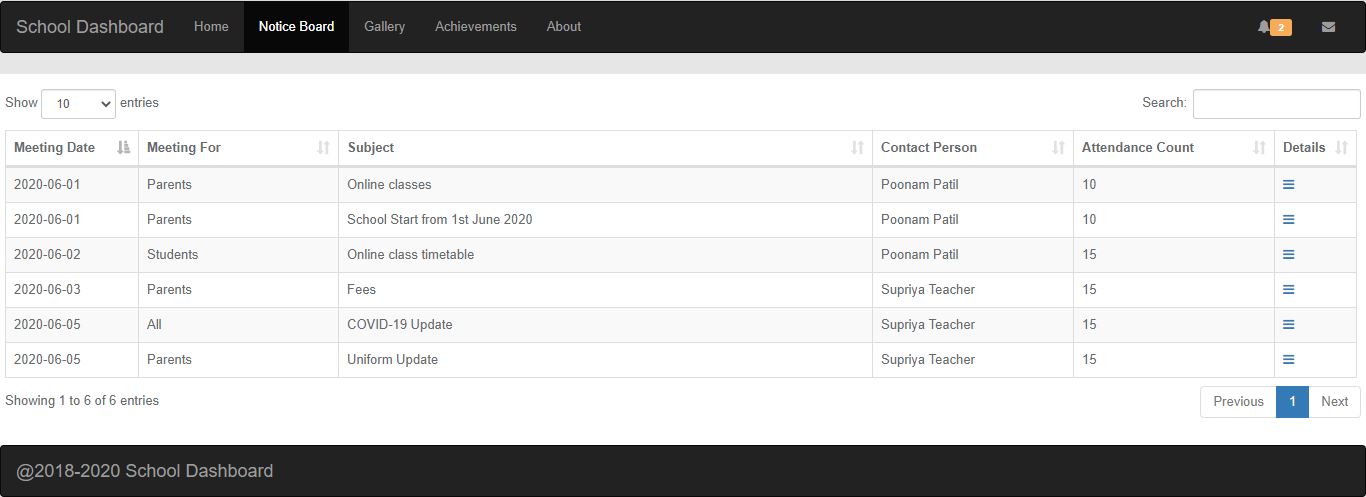 School Dashboard Home Notice Board Gallery Achievements About 2
Show 10 entries Search:
Meeting Date Meeting For Subject Contact Person Attendance Count Details
2020-06-01 Parents Online classes Poonam Patil 10
2020-06-01 Parents School Start from 1st June 2020 Poonam Patil 10
2020-06-02 Students Online class timetable Poonam Patil 15
2020-06-03 Parents Fees Supriya Teacher 15
2020-06-05 All COVID-19 Update Supriya Teacher 15
2020-06-05 Parents Uniform Update Supriya Teacher 15
Showing 1 to 6 of 6 entries Previous 1 Next
@2018-2020 School Dashboard